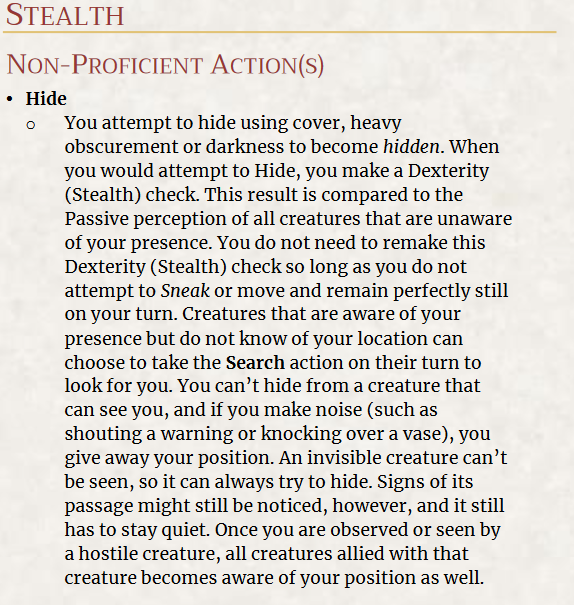 STEALTH
NON-PROFICIENT ACTION(S)
• Hide
○ You attempt to hide using cover, heavy
obscurement or darkness to become hidden. When
you would attempt to Hide, you make a Dexterity
(Stealth) check. This result is compared to the
Passive perception of all creatures that are unaware
of your presence. You do not need to remake this
Dexterity (Stealth) check so long as you do not
attempt to Sneak or move and remain perfectly still
on your turn. Creatures that are aware of your
presence but do not know of your location can
choose to take the Search action on their turn to
look for you. You can’t hide from a creature that
can see you, and if you make noise (such as
shouting a warning or knocking over a vase), you
give away your position. An invisible creature can’t
be seen, so it can always try to hide. Signs of its
passage might still be noticed, however, and it still
has to stay quiet. Once you are observed or seen by
a hostile creature, all creatures allied with that
creature becomes aware of your position as well.